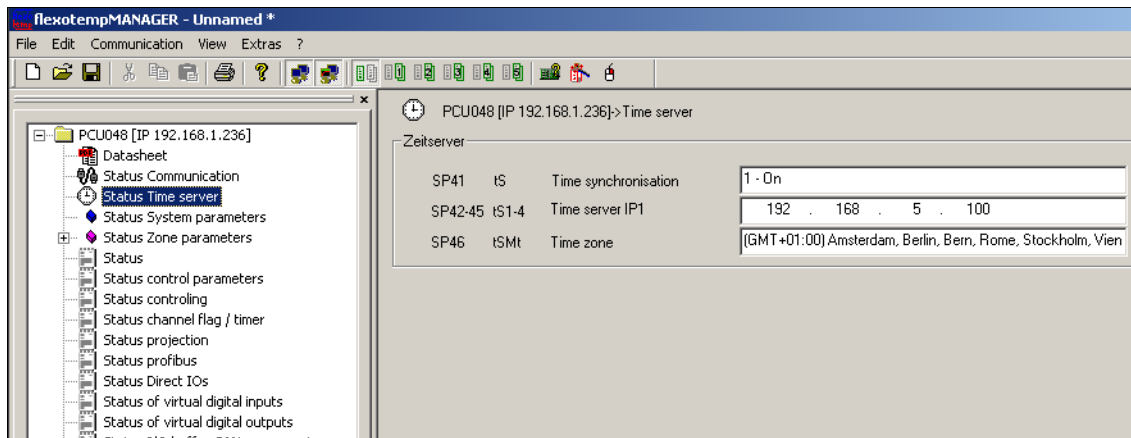 flexotempMANAGER - Unnamed *
File Edit Communication View Extras ?
PCU048 [IP 192.168.1.236]
Datasheet
Status Communication
Status Time server
Status System parameters
Status Zone parameters
Status
Status control parameters
Status controling
Status channel flag / timer
Status projection
Status profibus
Status Direct IOs
Status of virtual digital inputs
Status of virtual digital outputs
PCU048 [IP 192.168.1.236]->Time server
Zeitserver
SP41 tS Time synchronisation 1 - On
SP42-45 tS1-4 Time server IP1 192 . 168 . 5 . 100
SP46 tSMt Time zone (GMT+01:00) Amsterdam, Berlin, Bern, Rome, Stockholm, Vien